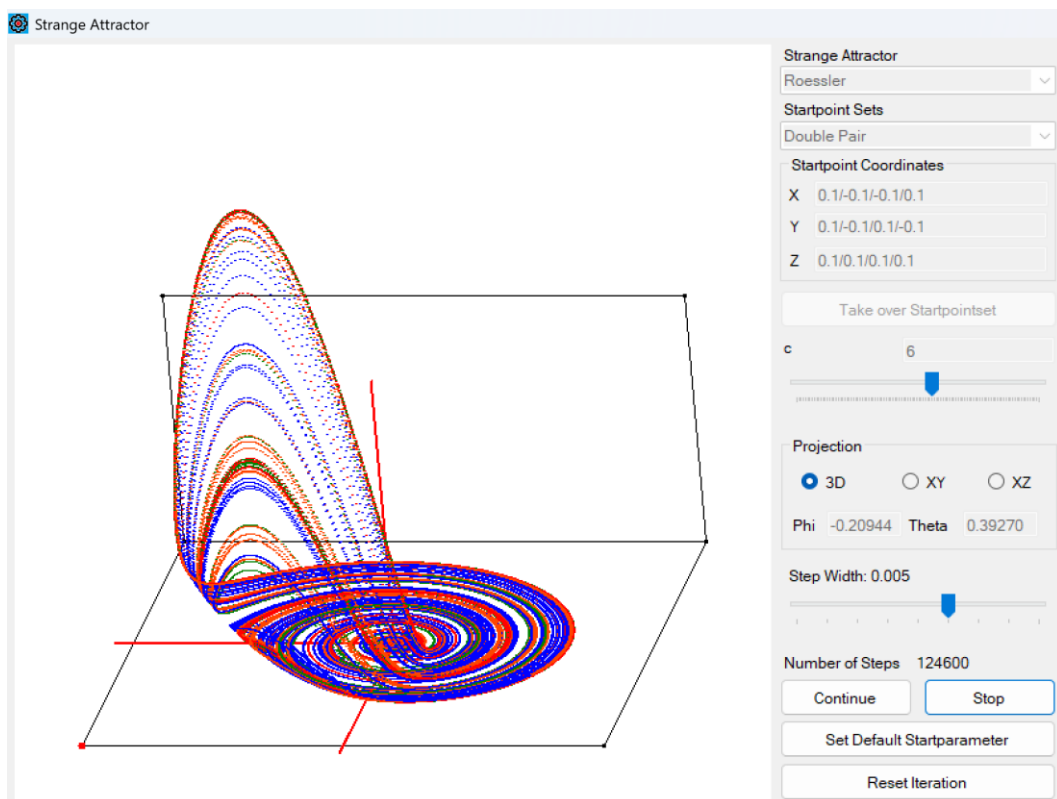 Strange Attractor
Strange Attractor
Roessler
Startpoint Sets
Double Pair
Startpoint Coordinates
X 0.1/-0.1/-0.1/0.1
Y 0.1/-0.1/0.1/-0.1
Z 0.1/0.1/0.1/0.1
Take over Startpointset
c 6
Projection
3D XY XZ
Phi -0.20944 Theta 0.39270
Step Width: 0.005
Number of Steps 124600
Continue Stop
Set Default Startparameter
Reset Iteration